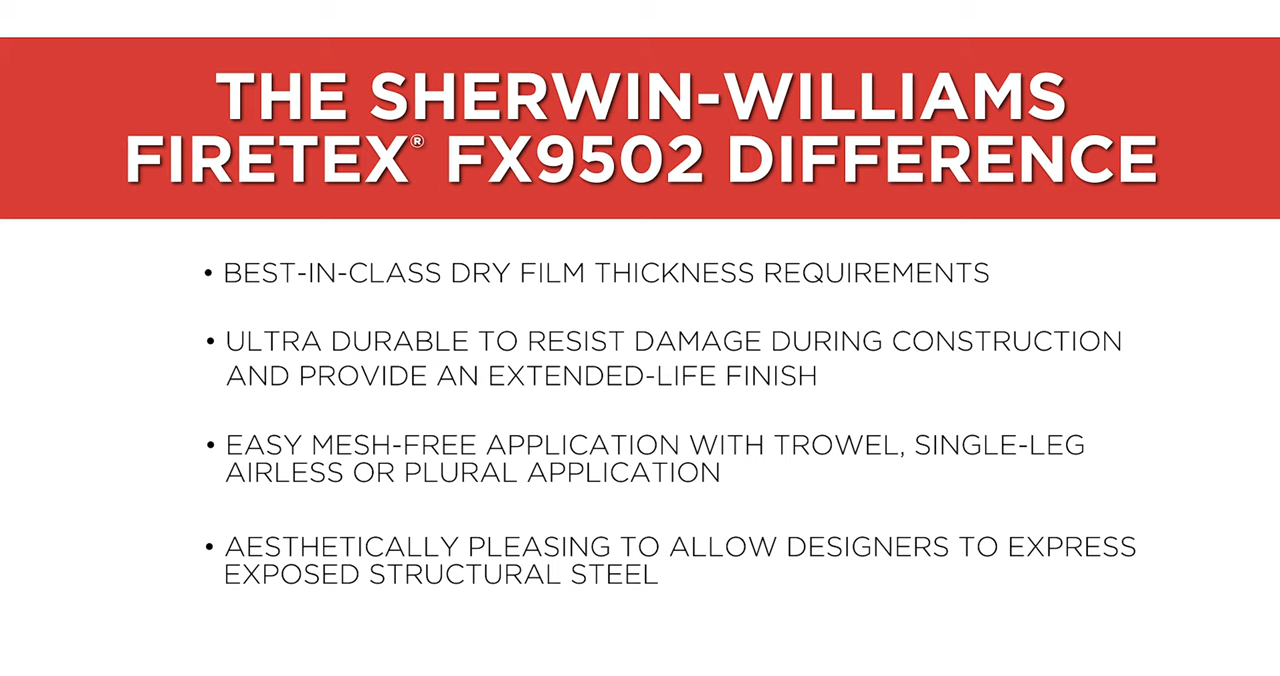 THE SHERWIN-WILLIAMS
FIRETEX® FX9502 DIFFERENCE
• BEST-IN-CLASS DRY FILM THICKNESS REQUIREMENTS
• ULTRA DURABLE TO RESIST DAMAGE DURING CONSTRUCTION
AND PROVIDE AN EXTENDED-LIFE FINISH
• EASY MESH-FREE APPLICATION WITH TROWEL, SINGLE-LEG
AIRLESS OR PLURAL APPLICATION
• AESTHETICALLY PLEASING TO ALLOW DESIGNERS TO EXPRESS
EXPOSED STRUCTURAL STEEL